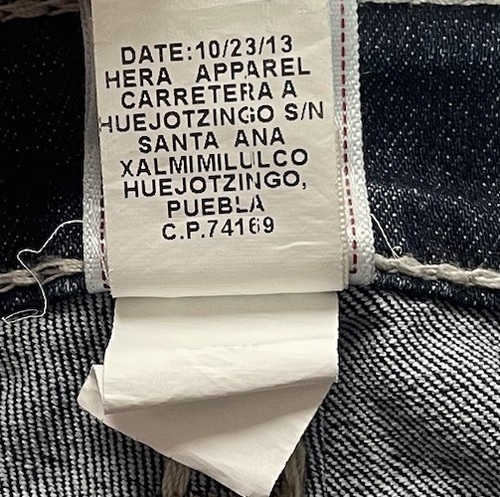 DATE:10/23/13
HERA APPAREL
CARRETERA A
HUEJOTZINGO S/N
SANTA ANA
XALMIMILULCO
HUEJOTZINGO,
PUEBLA
C.P.74169